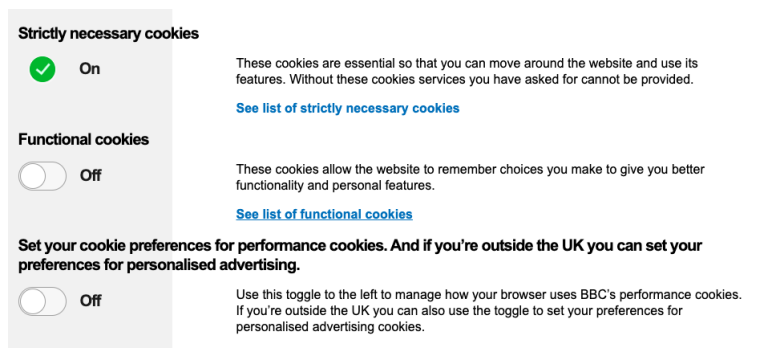 Strictly necessary cookies
On
These cookies are essential so that you can move around the website and use its
features. Without these cookies services you have asked for cannot be provided.
See list of strictly necessary cookies
Functional cookies
Off
These cookies allow the website to remember choices you make to give you better
functionality and personal features.
See list of functional cookies
Set your cookie preferences for performance cookies. And if you’re outside the UK you can set your
preferences for personalised advertising.
Off
Use this toggle to the left to manage how your browser uses BBC’s performance cookies.
If you’re outside the UK you can also use the toggle to set your preferences for
personalised advertising cookies.